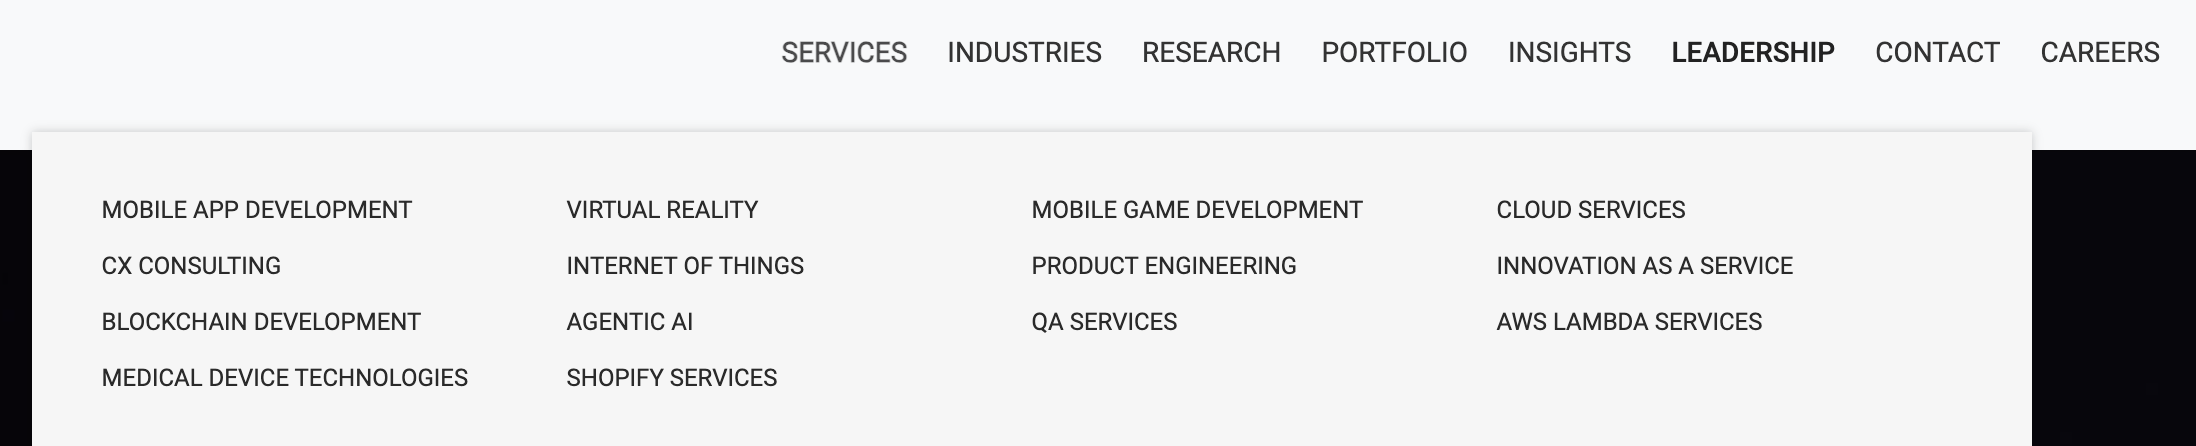 SERVICES INDUSTRIES RESEARCH PORTFOLIO INSIGHTS LEADERSHIP CONTACT CAREERS
MOBILE APP DEVELOPMENT VIRTUAL REALITY MOBILE GAME DEVELOPMENT CLOUD SERVICES
CX CONSULTING INTERNET OF THINGS PRODUCT ENGINEERING INNOVATION AS A SERVICE
BLOCKCHAIN DEVELOPMENT AGENTIC AI QA SERVICES AWS LAMBDA SERVICES
MEDICAL DEVICE TECHNOLOGIES SHOPIFY SERVICES